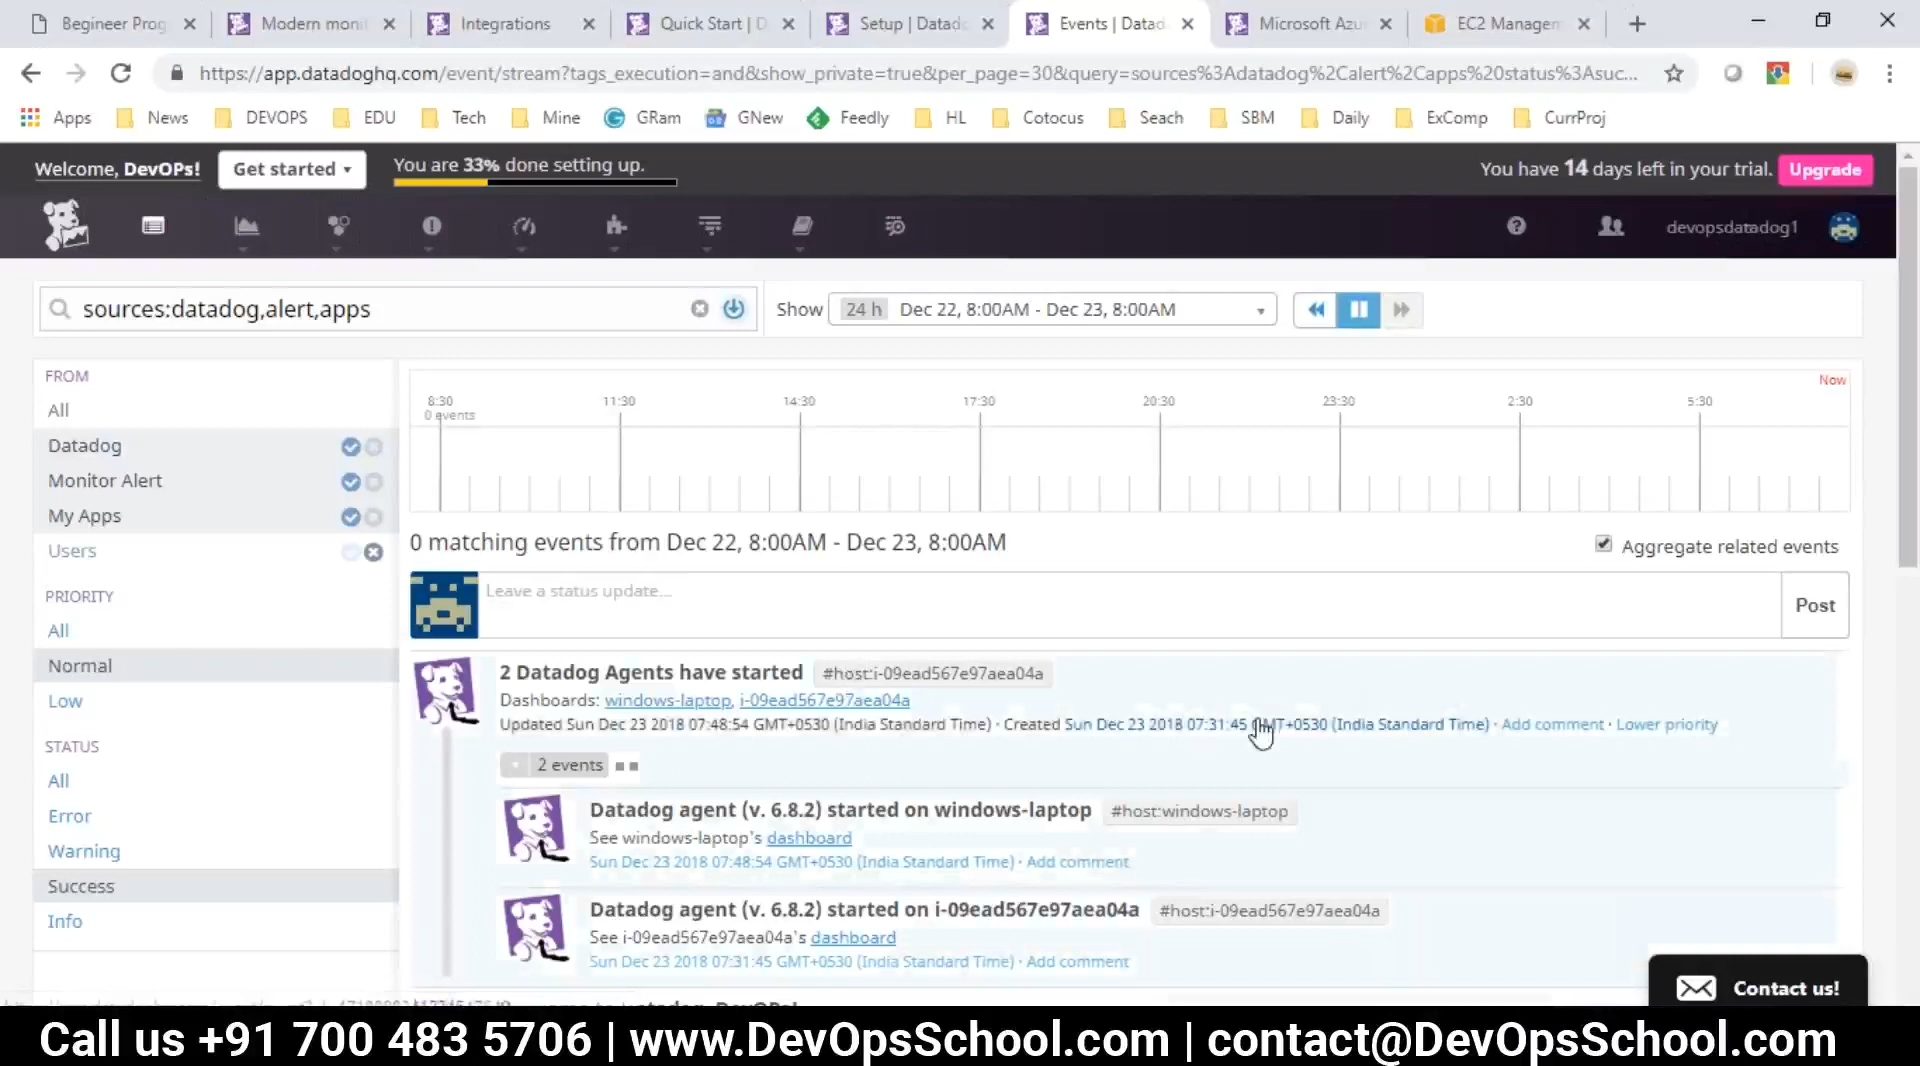 Begineer Prog
Modern moni
Integrations
Quick Start | D
Setup | Datado
Events | Datad
Microsoft Azu
EC2 Managem
https://app.datadoghq.com/event/stream?tags_execution=and&show_private=true&per_page=30&query=sources%3Adatadog%2Calert%2Capps%20status%3Asuc...
Apps
News
DEVOPS
EDU
Tech
Mine
GRam
GNew
Feedly
HL
Cotocus
Seach
SBM
Daily
ExComp
CurrProj
Welcome, DevOPs!
Get started
You are 33% done setting up.
You have 14 days left in your trial.
Upgrade
devopsdatadog1
sources:datadog,alert,apps
Show
24 h Dec 22, 8:00AM - Dec 23, 8:00AM
FROM
All
Datadog
Monitor Alert
My Apps
Users
PRIORITY
All
Normal
Low
STATUS
All
Error
Warning
Success
Info
Now
8:30 11:30 14:30 17:30 20:30 23:30 2:30 5:30
0 events
0 matching events from Dec 22, 8:00AM - Dec 23, 8:00AM
Aggregate related events
Leave a status update...
Post
2 Datadog Agents have started #host:i-09ead567e97aea04a
Dashboards: windows-laptop, i-09ead567e97aea04a
Updated Sun Dec 23 2018 07:48:54 GMT+0530 (India Standard Time) · Created Sun Dec 23 2018 07:31:45 GMT+0530 (India Standard Time) · Add comment · Lower priority
2 events
Datadog agent (v. 6.8.2) started on windows-laptop #host:windows-laptop
See windows-laptop's dashboard
Sun Dec 23 2018 07:48:54 GMT+0530 (India Standard Time) · Add comment
Datadog agent (v. 6.8.2) started on i-09ead567e97aea04a #host:i-09ead567e97aea04a
See i-09ead567e97aea04a's dashboard
Sun Dec 23 2018 07:31:45 GMT+0530 (India Standard Time) · Add comment
Contact us!
Call us +91 700 483 5706 | www.DevOpsSchool.com | contact@DevOpsSchool.com